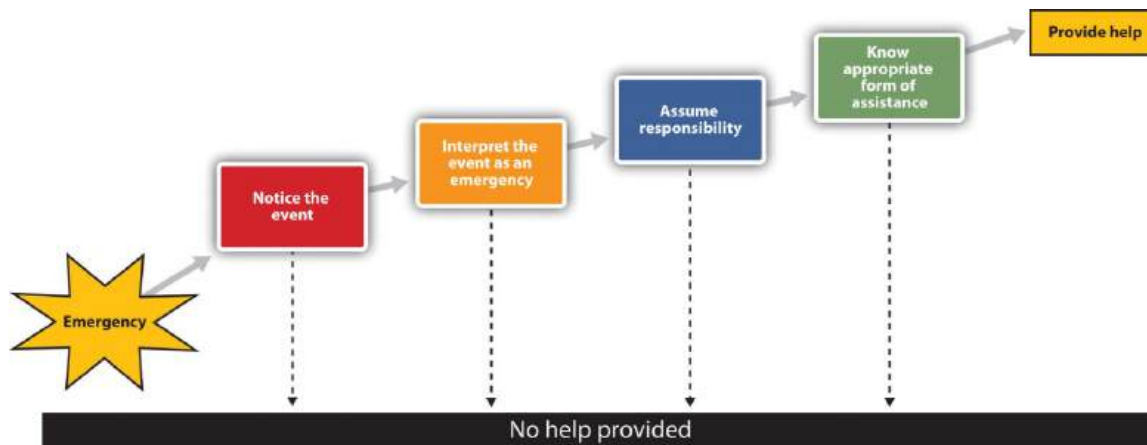 Emergency
Notice the
event
Interpret the
event as an
emergency
Assume
responsibility
Know
appropriate
form of
assistance
Provide help
No help provided